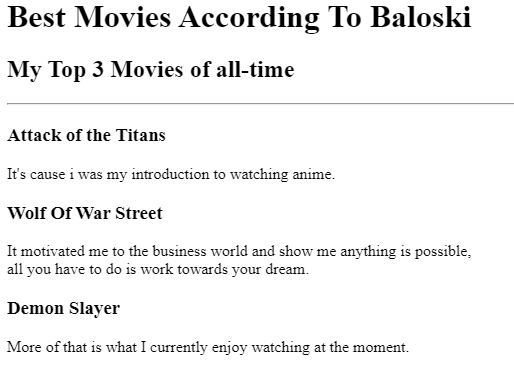 Best Movies According To Baloski
My Top 3 Movies of all-time
Attack of the Titans
It's cause i was my introduction to watching anime.
Wolf Of War Street
It motivated me to the business world and show me anything is possible,
all you have to do is work towards your dream.
Demon Slayer
More of that is what I currently enjoy watching at the moment.